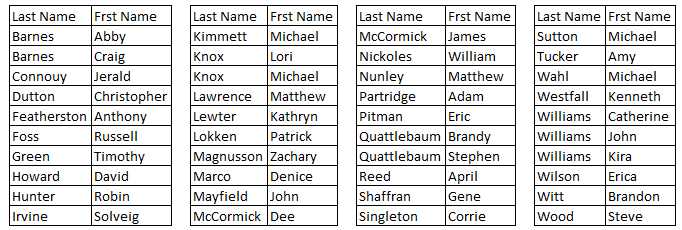 Last Name Frst Name
Barnes Abby
Barnes Craig
Connouy Jerald
Dutton Christopher
Featherston Anthony
Foss Russell
Green Timothy
Howard David
Hunter Robin
Irvine Solveig
Last Name Frst Name
Kimmett Michael
Knox Lori
Knox Michael
Lawrence Matthew
Lewter Kathryn
Lokken Patrick
Magnusson Zachary
Marco Denice
Mayfield John
McCormick Dee
Last Name Frst Name
McCormick James
Nickoles William
Nunley Matthew
Partridge Adam
Pitman Eric
Quattlebaum Brandy
Quattlebaum Stephen
Reed April
Shaffran Gene
Singleton Corrie
Last Name Frst Name
Sutton Michael
Tucker Amy
Wahl Michael
Westfall Kenneth
Williams Catherine
Williams John
Williams Kira
Wilson Erica
Witt Brandon
Wood Steve